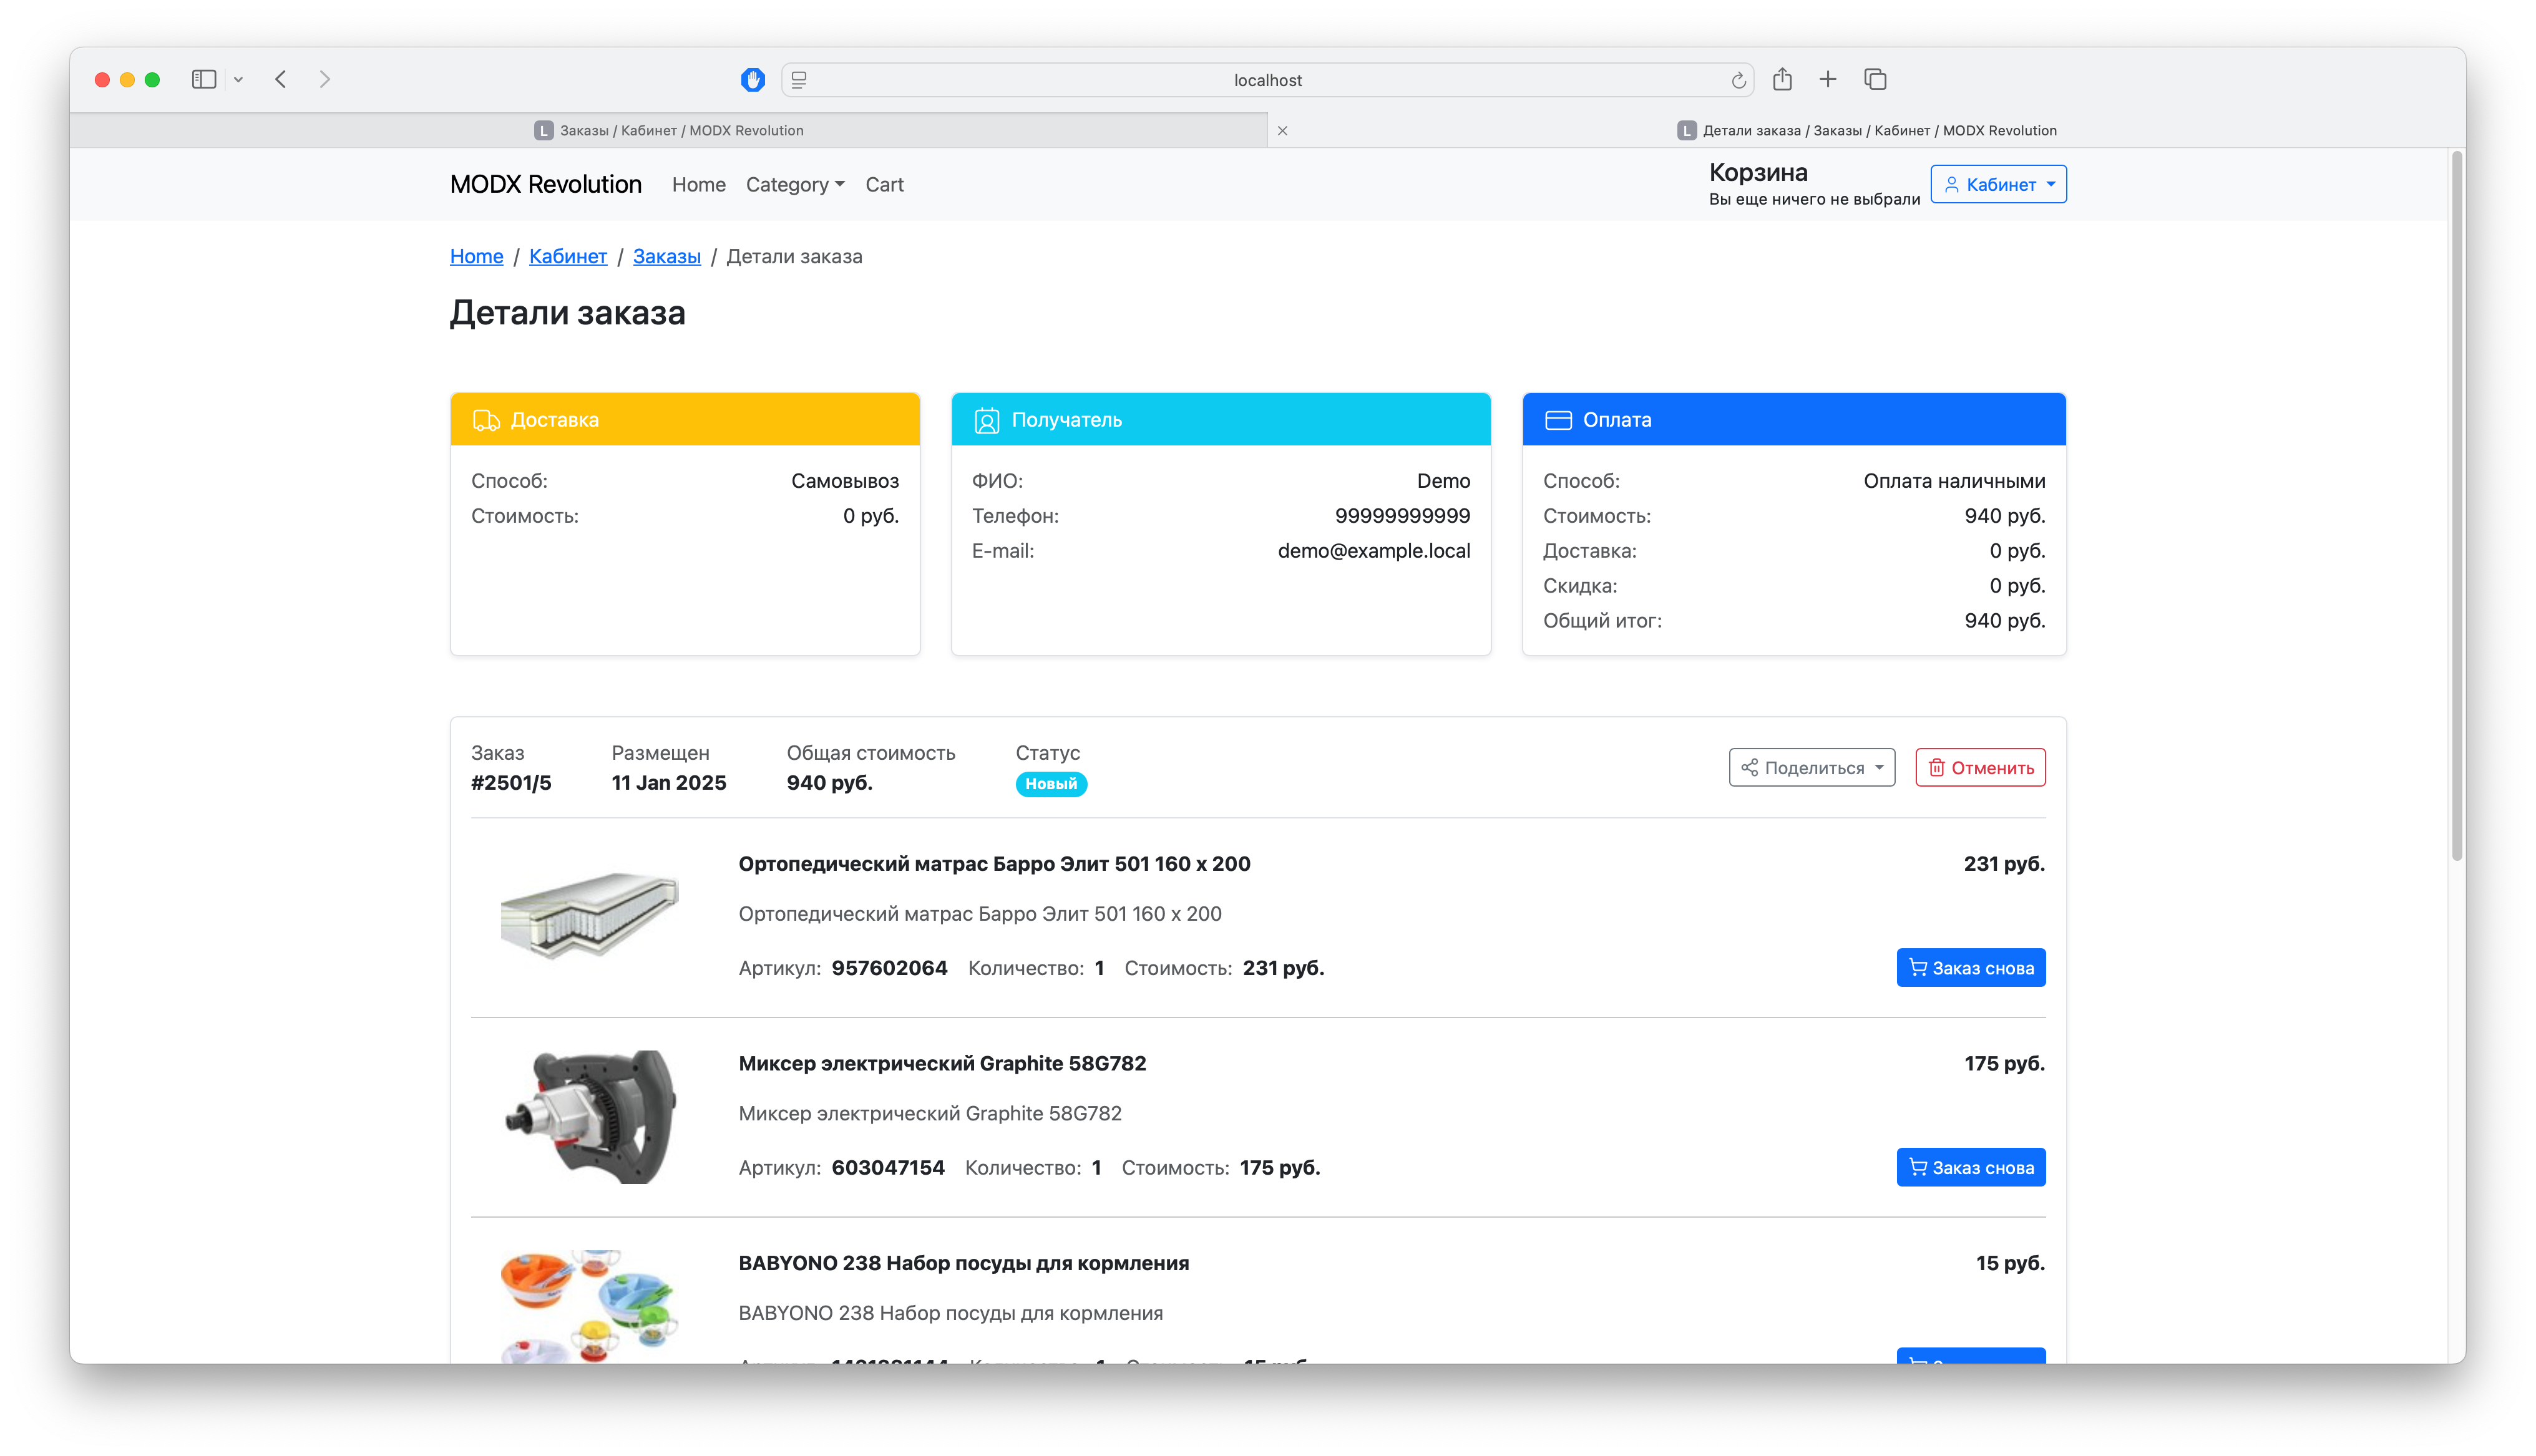 localhost
L Заказы / Кабинет / MODX Revolution
L Детали заказа / Заказы / Кабинет / MODX Revolution
MODX Revolution Home Category Cart
Корзина
Вы еще ничего не выбрали
Кабинет
Home / Кабинет / Заказы / Детали заказа
Детали заказа
Доставка
Способ: Самовывоз
Стоимость: 0 руб.
Получатель
ФИО: Demo
Телефон: 99999999999
E-mail: demo@example.local
Оплата
Способ: Оплата наличными
Стоимость: 940 руб.
Доставка: 0 руб.
Скидка: 0 руб.
Общий итог: 940 руб.
Заказ Размещен Общая стоимость Статус
#2501/5 11 Jan 2025 940 руб. Новый
Поделиться Отменить
Ортопедический матрас Барро Элит 501 160 x 200 231 руб.
Ортопедический матрас Барро Элит 501 160 x 200
Артикул: 957602064 Количество: 1 Стоимость: 231 руб. Заказ снова
Миксер электрический Graphite 58G782 175 руб.
Миксер электрический Graphite 58G782
Артикул: 603047154 Количество: 1 Стоимость: 175 руб. Заказ снова
BABYONO 238 Набор посуды для кормления 15 руб.
BABYONO 238 Набор посуды для кормления